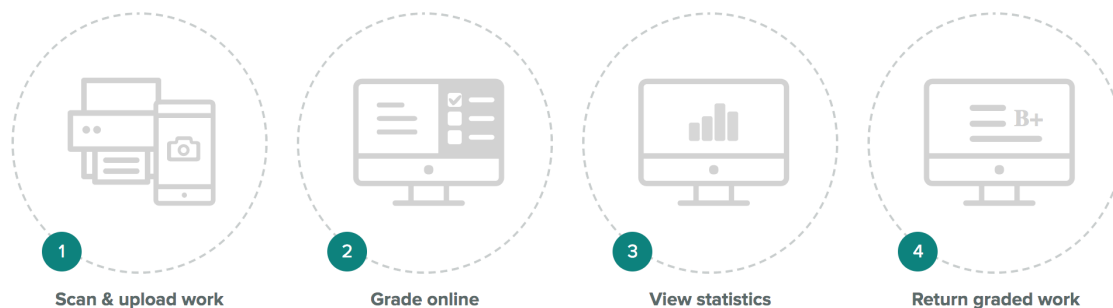 B+
1
2
3
4
Scan & upload work
Grade online
View statistics
Return graded work